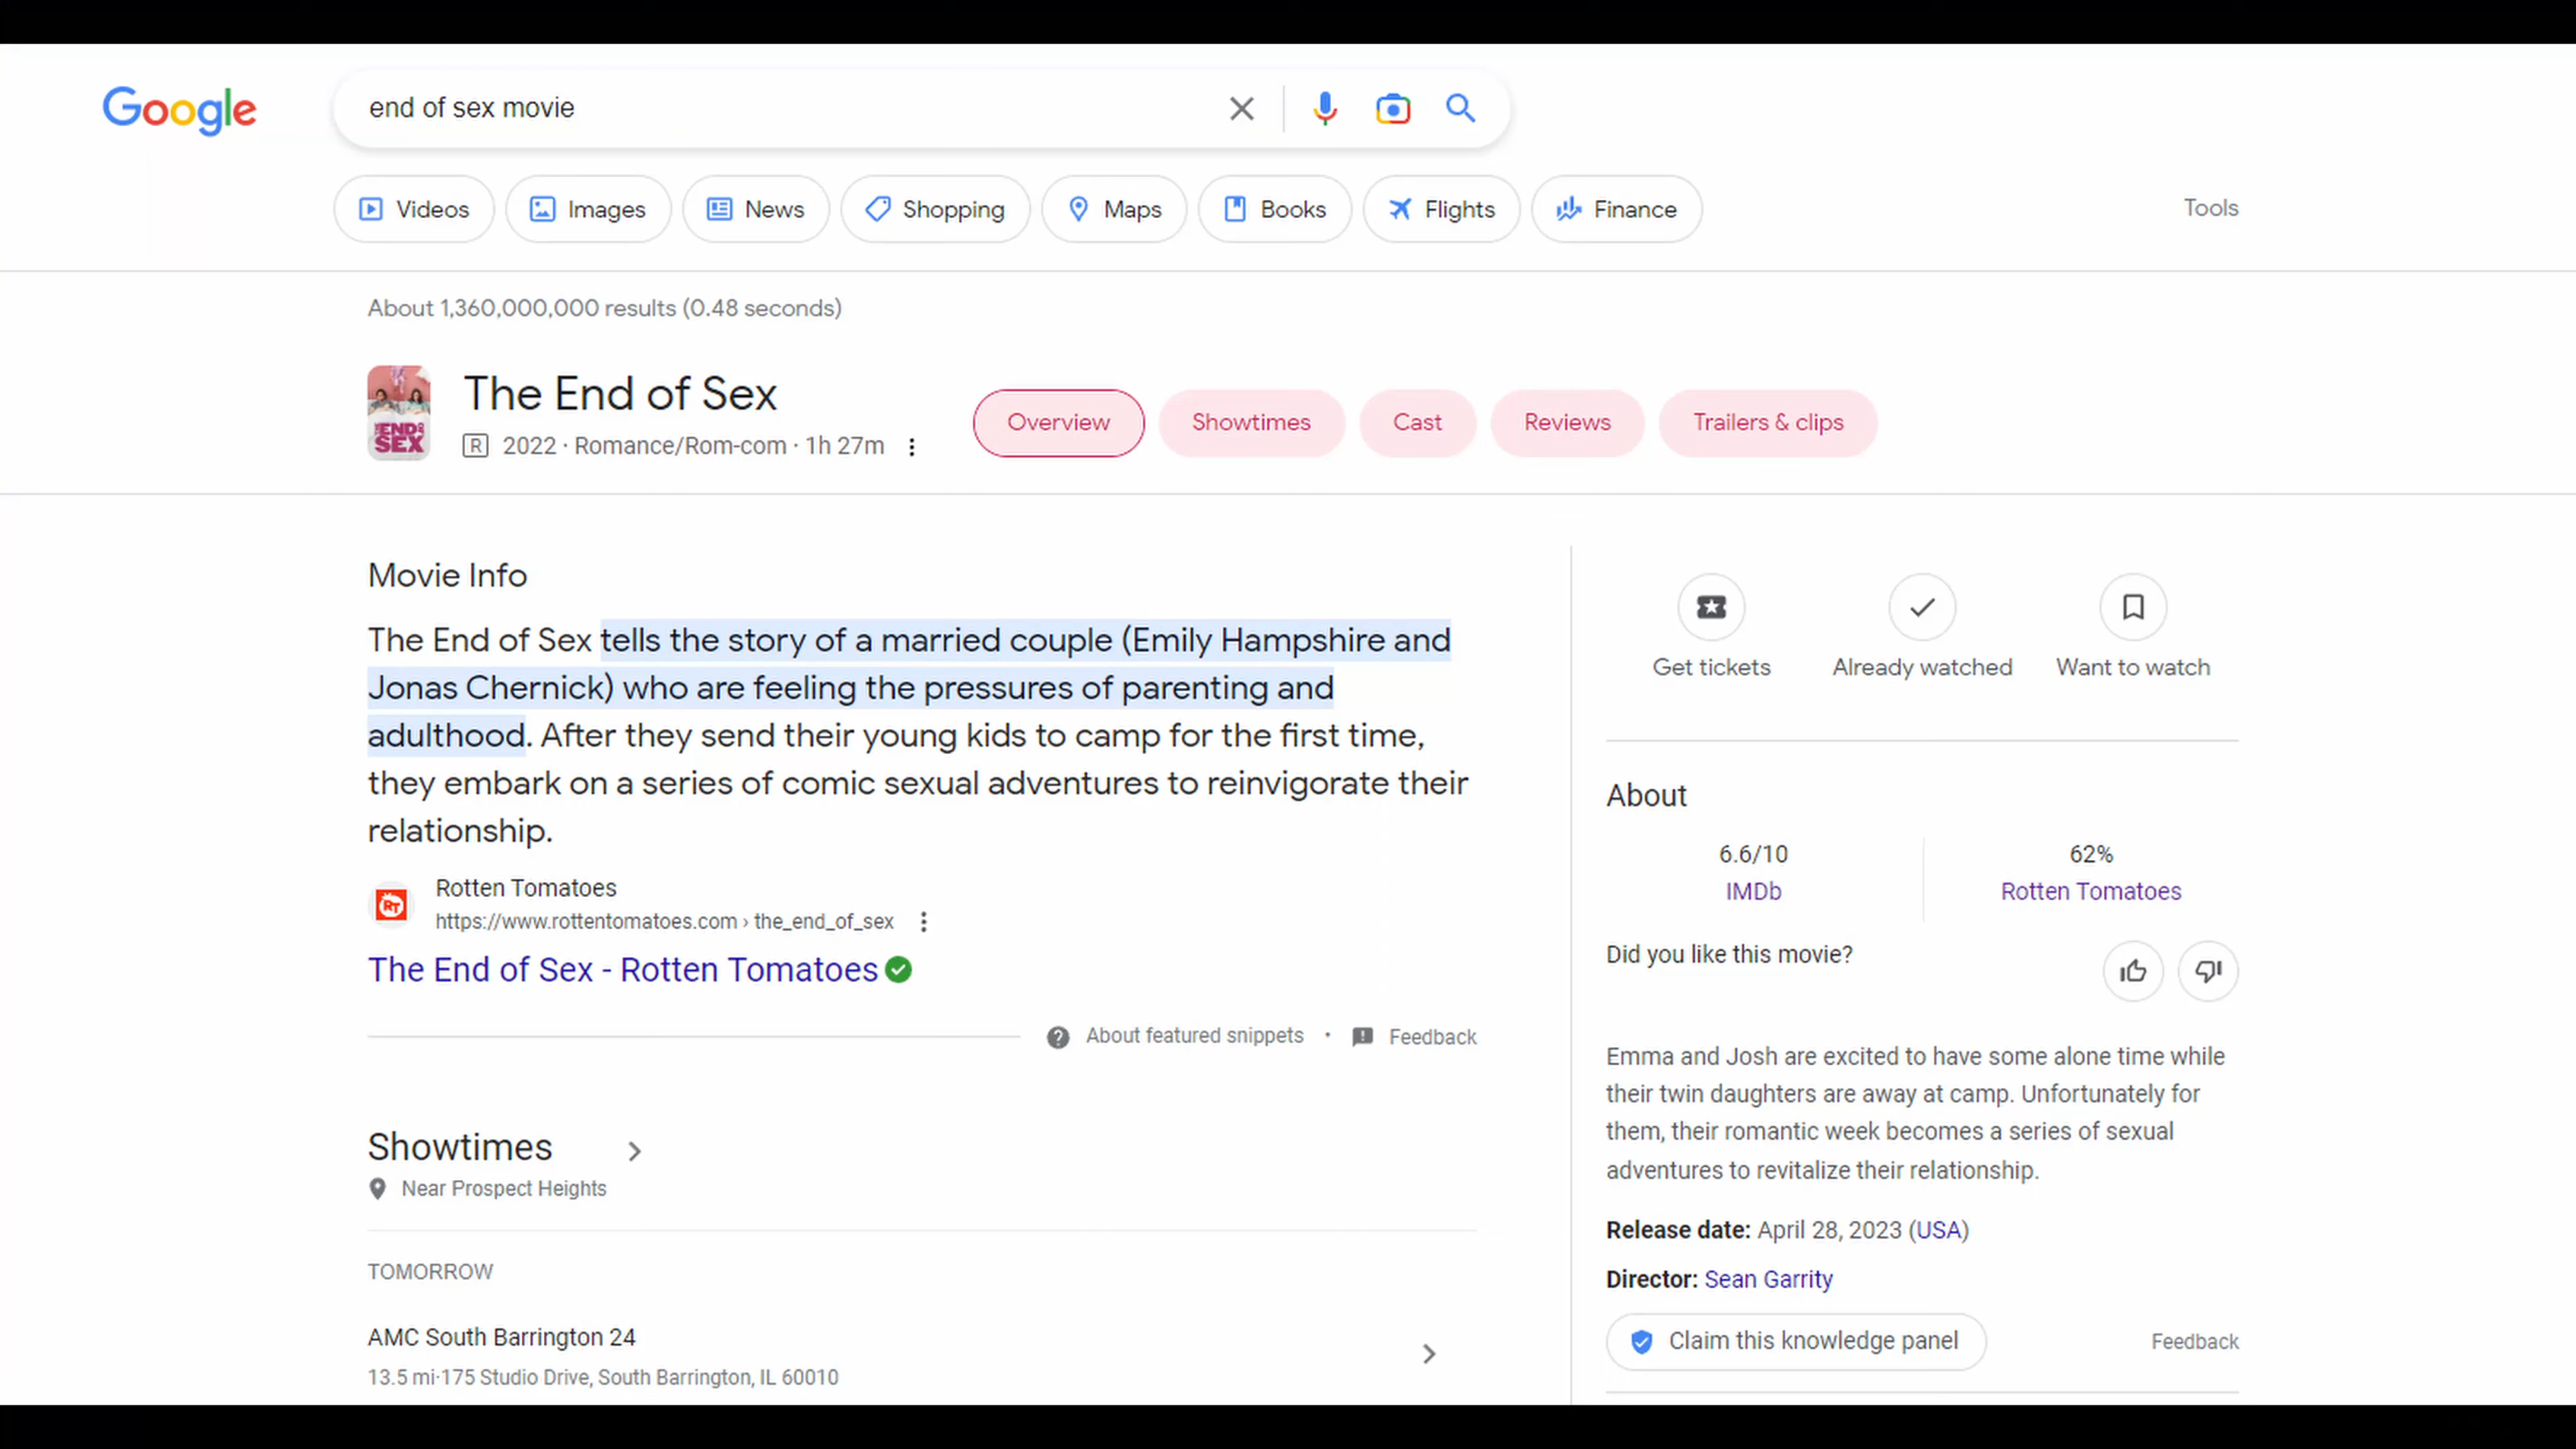 Google
end of sex movie
Videos
Images
News
Shopping
Maps
Books
Flights
Finance
Tools
About 1,360,000,000 results (0.48 seconds)
END
SEX
The End of Sex
R 2022 · Romance/Rom-com · 1h 27m
Overview
Showtimes
Cast
Reviews
Trailers & clips
Movie Info
The End of Sex tells the story of a married couple (Emily Hampshire and
Jonas Chernick) who are feeling the pressures of parenting and
adulthood. After they send their young kids to camp for the first time,
they embark on a series of comic sexual adventures to reinvigorate their
relationship.
RT
Rotten Tomatoes
https://www.rottentomatoes.com › the_end_of_sex
The End of Sex - Rotten Tomatoes
About featured snippets · Feedback
Showtimes
Near Prospect Heights
TOMORROW
AMC South Barrington 24
13.5 mi·175 Studio Drive, South Barrington, IL 60010
Get tickets
Already watched
Want to watch
About
6.6/10
IMDb
62%
Rotten Tomatoes
Did you like this movie?
Emma and Josh are excited to have some alone time while
their twin daughters are away at camp. Unfortunately for
them, their romantic week becomes a series of sexual
adventures to revitalize their relationship.
Release date: April 28, 2023 (USA)
Director: Sean Garrity
Claim this knowledge panel
Feedback